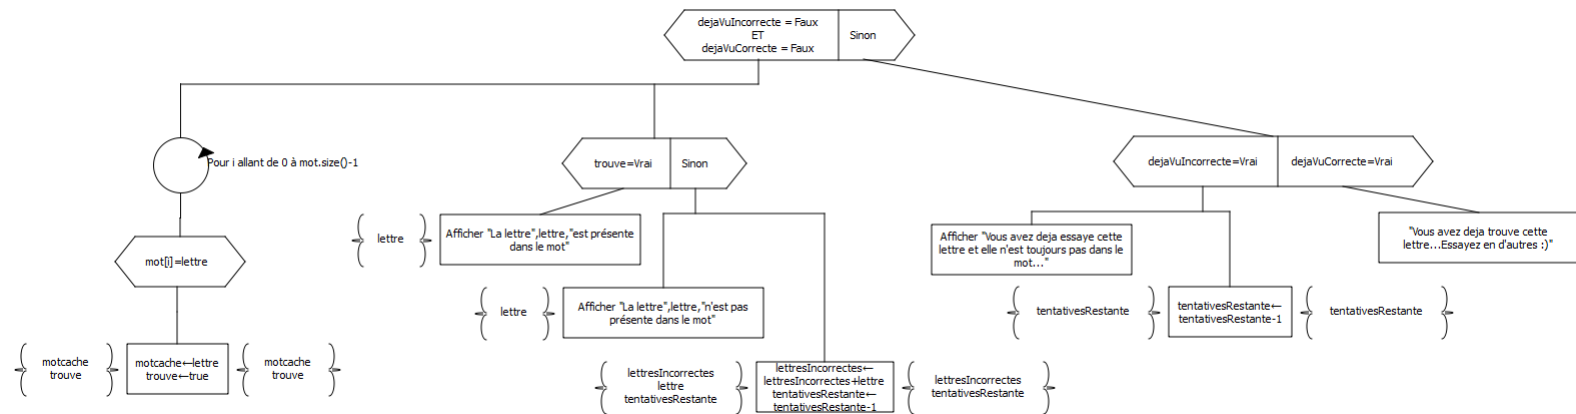 dejaVuIncorrecte = Faux
ET
dejaVuCorrecte = Faux
Sinon
Pour i allant de 0 à mot.size()-1
trouve=Vrai
Sinon
dejaVuIncorrecte=Vrai
dejaVuCorrecte=Vrai
lettre
Afficher "La lettre",lettre,"est présente
dans le mot"
Afficher "Vous avez deja essaye cette
lettre et elle n'est toujours pas dans le
mot..."
"Vous avez deja trouve cette
lettre...Essayez en d'autres :)"
mot[i]=lettre
lettre
Afficher "La lettre",lettre,"n'est pas
présente dans le mot"
tentativesRestante
tentativesRestante←
tentativesRestante-1
tentativesRestante
motcache
trouve
motcache←lettre
trouve←true
motcache
trouve
lettresIncorrectes
lettre
tentativesRestante
lettresIncorrectes←
lettresIncorrectes+lettre
tentativesRestante←
tentativesRestante-1
lettresIncorrectes
tentativesRestante